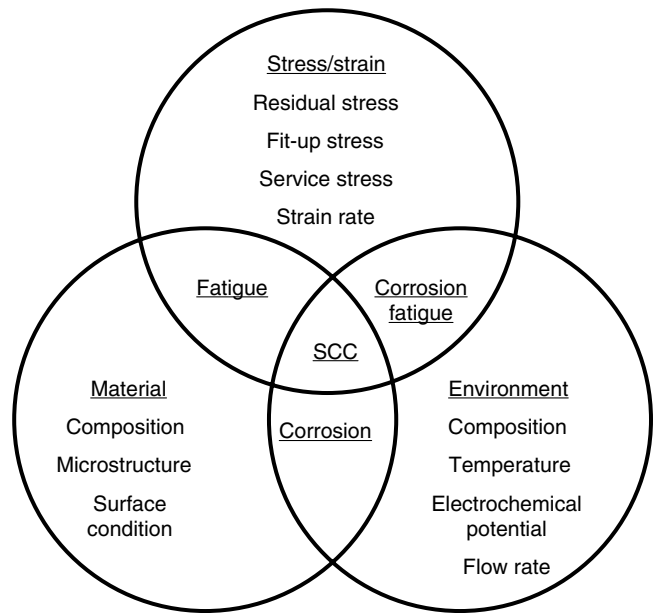 Stress/strain
Residual stress
Fit-up stress
Service stress
Strain rate
Fatigue
Corrosion
fatigue
SCC
Material
Composition
Microstructure
Surface
condition
Corrosion
Environment
Composition
Temperature
Electrochemical
potential
Flow rate